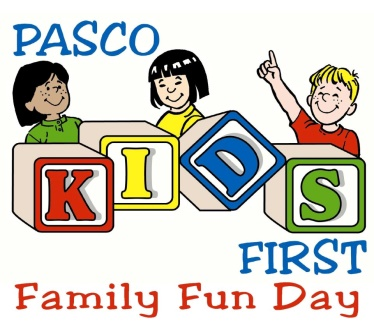 PASCO
KIDS
FIRST
Family Fun Day